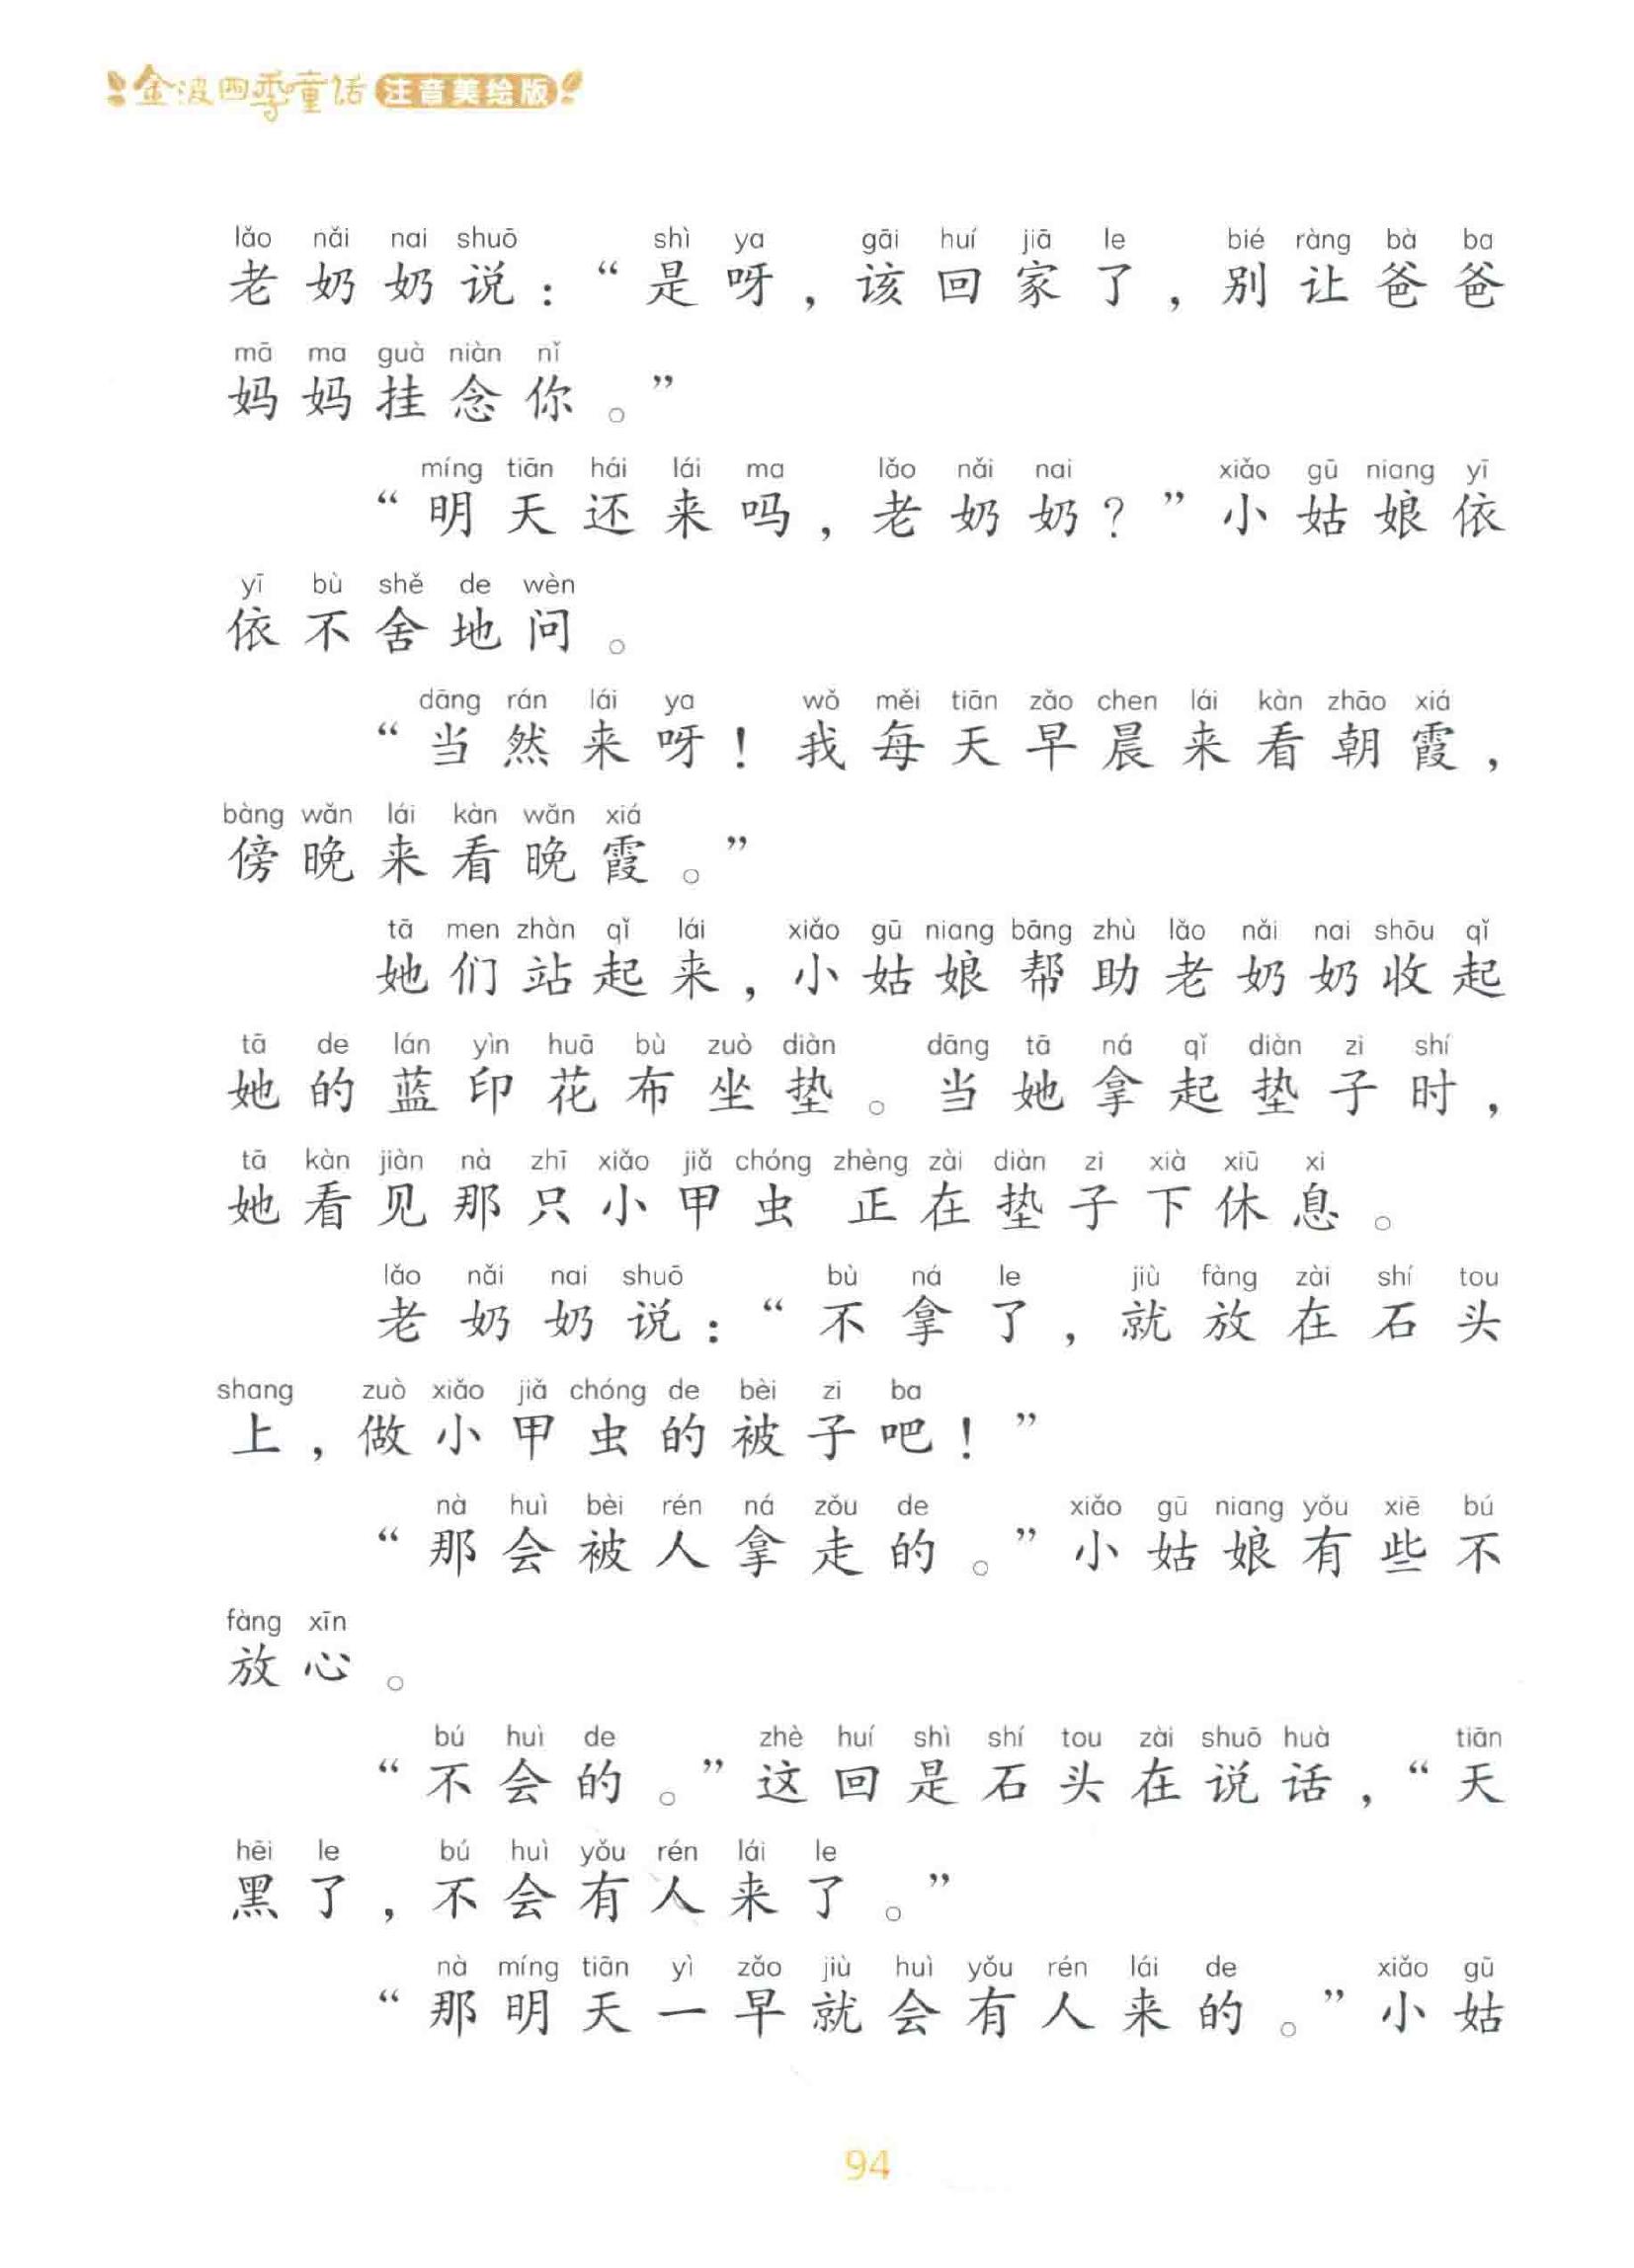 金波四季童话 注音美绘版
lǎo nǎi nai shuō shì ya gāi huí jiā le bié ràng bà ba
老奶奶说：“是呀，该回家了，别让爸爸
mā ma guà niàn nǐ
妈妈挂念你。”
míng tiān hái lái ma lǎo nǎi nai xiǎo gū niang yī
“明天还来吗，老奶奶？”小姑娘依
yī bù shě de wèn
依不舍地问。
dāng rán lái ya wǒ měi tiān zǎo chen lái kàn zhāo xiá
“当然来呀！我每天早晨来看朝霞，
bàng wǎn lái kàn wǎn xiá
傍晚来看晚霞。”
tā men zhàn qǐ lái xiǎo gū niang bāng zhù lǎo nǎi nai shōu qǐ
她们站起来，小姑娘帮助老奶奶收起
tā de lán yìn huā bù zuò diàn dāng tā ná qǐ diàn zi shí
她的蓝印花布坐垫。当她拿起垫子时，
tā kàn jiàn nà zhī xiǎo jiǎ chóng zhèng zài diàn zi xià xiū xi
她看见那只小甲虫正在垫子下休息。
lǎo nǎi nai shuō bù ná le jiù fàng zài shí tou
老奶奶说：“不拿了，就放在石头
shang zuò xiǎo jiǎ chóng de bèi zi ba
上，做小甲虫的被子吧！”
nà huì bèi rén ná zǒu de xiǎo gū niang yǒu xiē bú
“那会被人拿走的。”小姑娘有些不
fàng xīn
放心。
bú huì de zhè huí shì shí tou zài shuō huà tiān
“不会的。”这回是石头在说话，“天
hēi le bú huì yǒu rén lái le
黑了，不会有人来了。”
nà míng tiān yì zǎo jiù huì yǒu rén lái de xiǎo gū
“那明天一早就会有人来的。”小姑
94